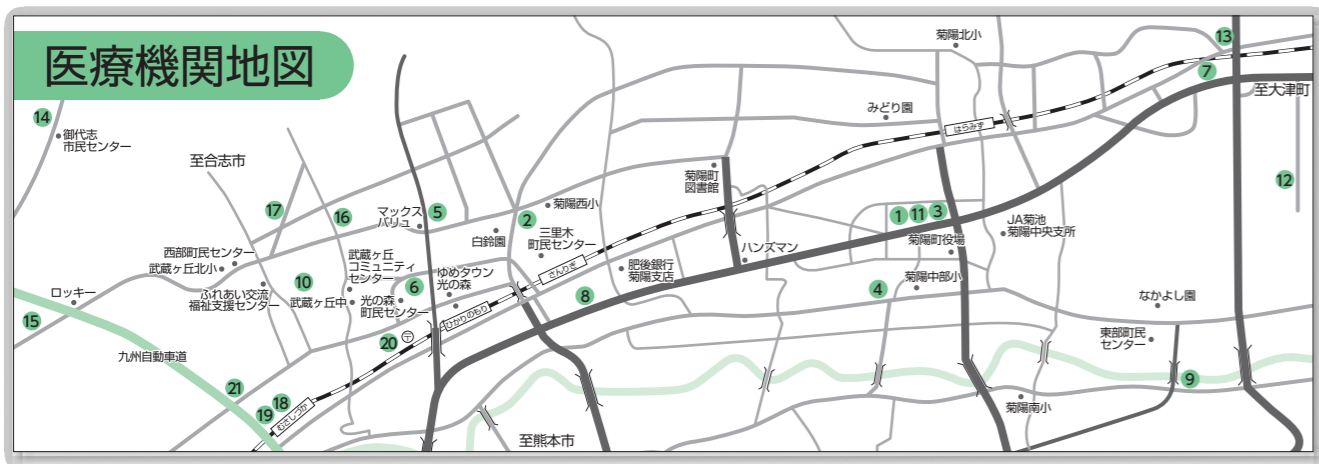 医療機関地図
菊陽北小
13
7
至大津町
14
御代志
市民センター
みどり園
はらみず
至合志市
菊陽町
図書館
12
17
16
マックス
バリュ
5
2
菊陽西小
白鈴園
三里木
町民センター
1
11
3
JA菊池
菊陽中央支所
菊陽町役場
ハンズマン
西部町民センター
武蔵ヶ丘北小
武蔵ヶ丘
コミュニティ
センター
ゆめタウン
光の森
さんりぎ
肥後銀行
菊陽支店
菊陽中部小
4
ロッキー
ふれあい交流
福祉支援センター
10
武蔵ヶ丘中
6
光の森
町民センター
8
なかよし園
15
ひかりのもり
東部町民
センター
九州自動車道
20
〒
9
21
19
18
むさしづか
菊陽南小
至熊本市